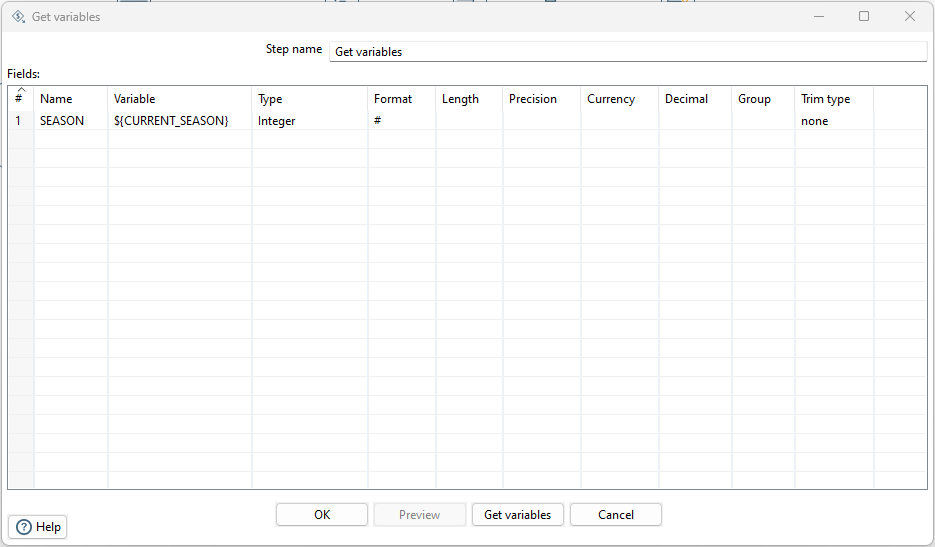 Get variables
Step name Get variables
Fields:
# Name Variable Type Format Length Precision Currency Decimal Group Trim type
1 SEASON ${CURRENT_SEASON} Integer # none
OK Preview Get variables Cancel
? Help